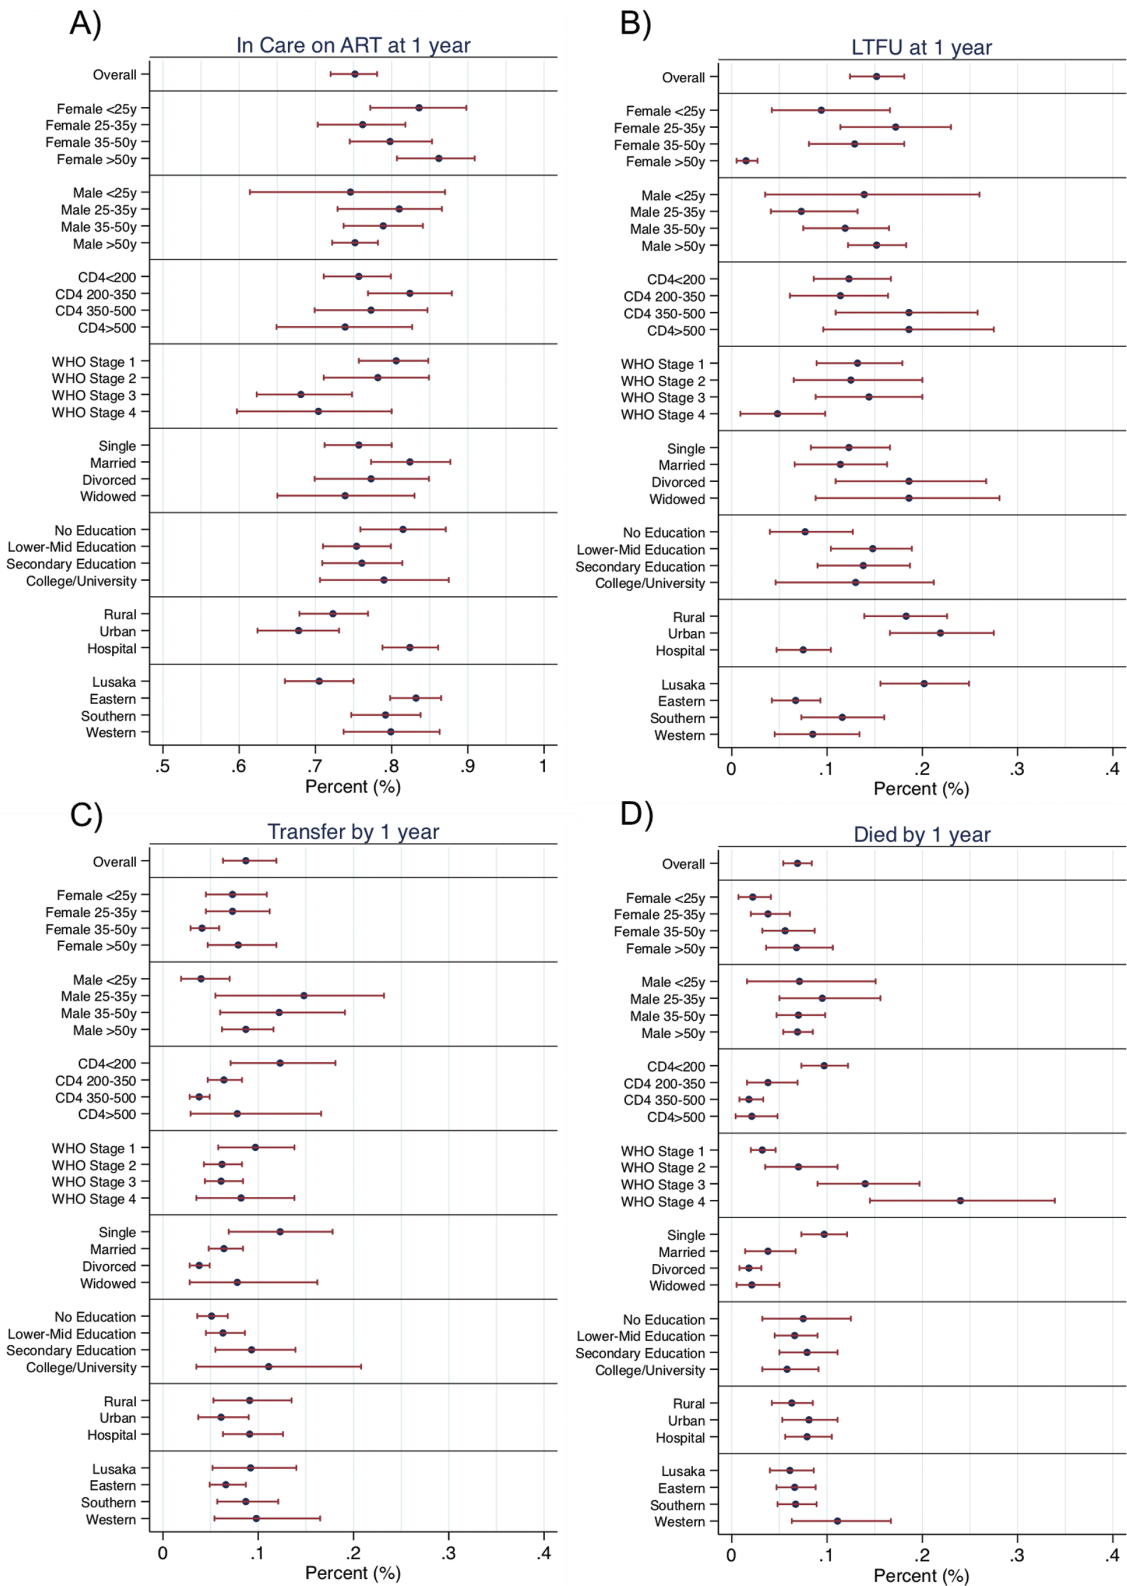 A)
In Care on ART at 1 year
Overall
Female <25y
Female 25-35y
Female 35-50y
Female >50y
Male <25y
Male 25-35y
Male 35-50y
Male >50y
CD4<200
CD4 200-350
CD4 350-500
CD4>500
WHO Stage 1
WHO Stage 2
WHO Stage 3
WHO Stage 4
Single
Married
Divorced
Widowed
No Education
Lower-Mid Education
Secondary Education
College/University
Rural
Urban
Hospital
Lusaka
Eastern
Southern
Western
.5 .6 .7 .8 .9 1
Percent (%)
B)
LTFU at 1 year
Overall
Female <25y
Female 25-35y
Female 35-50y
Female >50y
Male <25y
Male 25-35y
Male 35-50y
Male >50y
CD4<200
CD4 200-350
CD4 350-500
CD4>500
WHO Stage 1
WHO Stage 2
WHO Stage 3
WHO Stage 4
Single
Married
Divorced
Widowed
No Education
Lower-Mid Education
Secondary Education
College/University
Rural
Urban
Hospital
Lusaka
Eastern
Southern
Western
0 .1 .2 .3 .4
Percent (%)
C)
Transfer by 1 year
Overall
Female <25y
Female 25-35y
Female 35-50y
Female >50y
Male <25y
Male 25-35y
Male 35-50y
Male >50y
CD4<200
CD4 200-350
CD4 350-500
CD4>500
WHO Stage 1
WHO Stage 2
WHO Stage 3
WHO Stage 4
Single
Married
Divorced
Widowed
No Education
Lower-Mid Education
Secondary Education
College/University
Rural
Urban
Hospital
Lusaka
Eastern
Southern
Western
0 .1 .2 .3 .4
Percent (%)
D)
Died by 1 year
Overall
Female <25y
Female 25-35y
Female 35-50y
Female >50y
Male <25y
Male 25-35y
Male 35-50y
Male >50y
CD4<200
CD4 200-350
CD4 350-500
CD4>500
WHO Stage 1
WHO Stage 2
WHO Stage 3
WHO Stage 4
Single
Married
Divorced
Widowed
No Education
Lower-Mid Education
Secondary Education
College/University
Rural
Urban
Hospital
Lusaka
Eastern
Southern
Western
0 .1 .2 .3 .4
Percent (%)